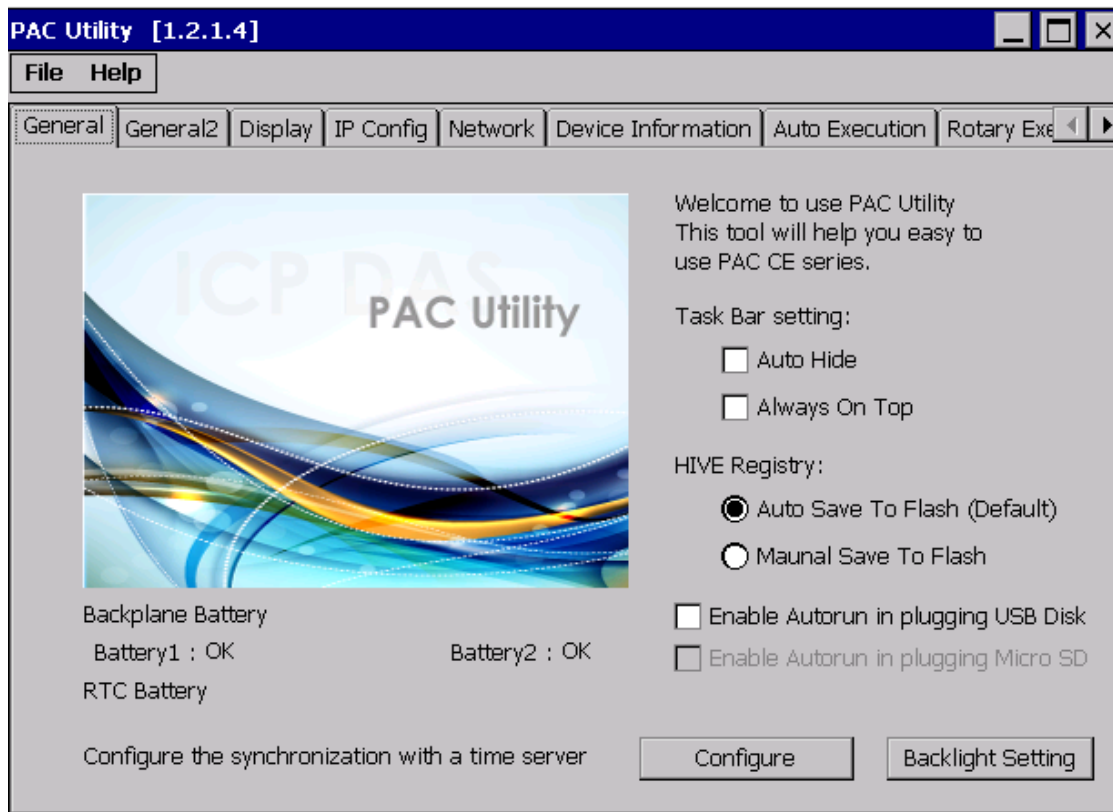 PAC Utility [1.2.1.4]
File Help
General General2 Display IP Config Network Device Information Auto Execution Rotary Exe
ICP DAS
PAC Utility
Welcome to use PAC Utility
This tool will help you easy to
use PAC CE series.
Task Bar setting:
Auto Hide
Always On Top
HIVE Registry:
Auto Save To Flash (Default)
Maunal Save To Flash
Enable Autorun in plugging USB Disk
Enable Autorun in plugging Micro SD
Backplane Battery
Battery1 : OK Battery2 : OK
RTC Battery
Configure the synchronization with a time server Configure Backlight Setting